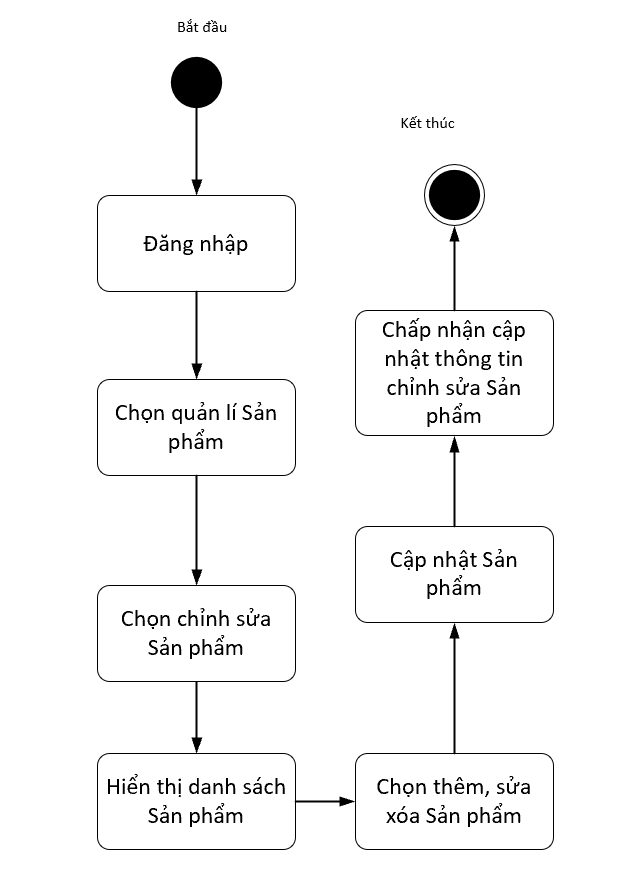 Bắt đầu
Đăng nhập
Chọn quản lí Sản
phẩm
Chọn chỉnh sửa
Sản phẩm
Hiển thị danh sách
Sản phẩm
Chọn thêm, sửa
xóa Sản phẩm
Cập nhật Sản
phẩm
Chấp nhận cập
nhật thông tin
chỉnh sửa Sản
phẩm
Kết thúc